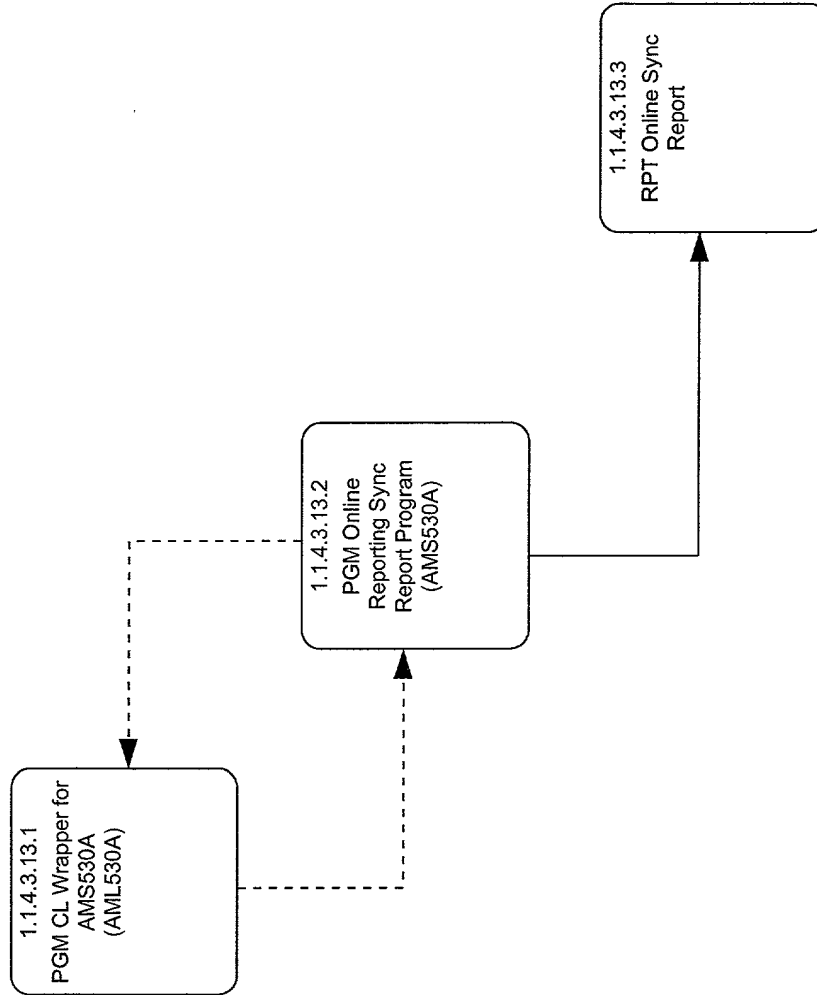 1.1.4.3.13.1
PGM CL Wrapper for
AMS530A
(AML530A)
1.1.4.3.13.2
PGM Online
Reporting Sync
Report Program
(AMS530A)
1.1.4.3.13.3
RPT Online Sync
Report